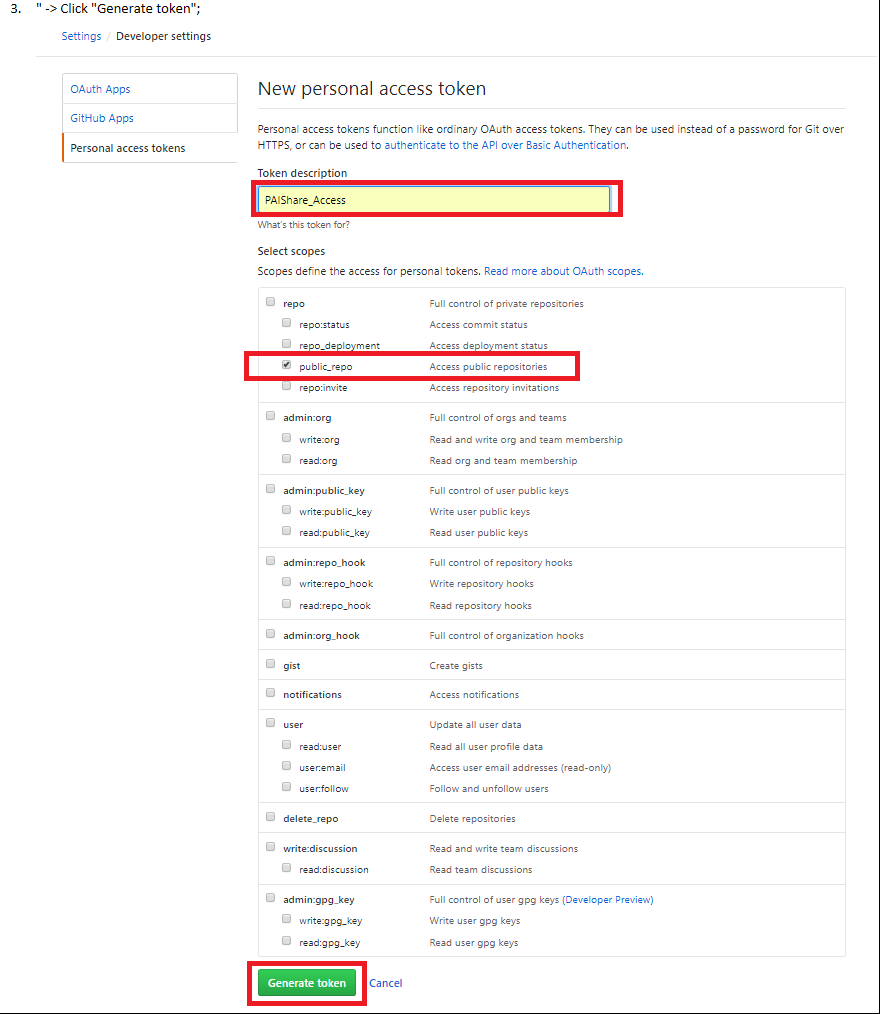 3. " -> Click "Generate token";
Settings / Developer settings
OAuth Apps
GitHub Apps
Personal access tokens
New personal access token
Personal access tokens function like ordinary OAuth access tokens. They can be used instead of a password for Git over
HTTPS, or can be used to authenticate to the API over Basic Authentication.
Token description
PAIShare_Access
What's this token for?
Select scopes
Scopes define the access for personal tokens. Read more about OAuth scopes.
repo Full control of private repositories
repo:status Access commit status
repo_deployment Access deployment status
public_repo Access public repositories
repo:invite Access repository invitations
admin:org Full control of orgs and teams
write:org Read and write org and team membership
read:org Read org and team membership
admin:public_key Full control of user public keys
write:public_key Write user public keys
read:public_key Read user public keys
admin:repo_hook Full control of repository hooks
write:repo_hook Write repository hooks
read:repo_hook Read repository hooks
admin:org_hook Full control of organization hooks
gist Create gists
notifications Access notifications
user Update all user data
read:user Read all user profile data
user:email Access user email addresses (read-only)
user:follow Follow and unfollow users
delete_repo Delete repositories
write:discussion Read and write team discussions
read:discussion Read team discussions
admin:gpg_key Full control of user gpg keys (Developer Preview)
write:gpg_key Write user gpg keys
read:gpg_key Read user gpg keys
Generate token Cancel